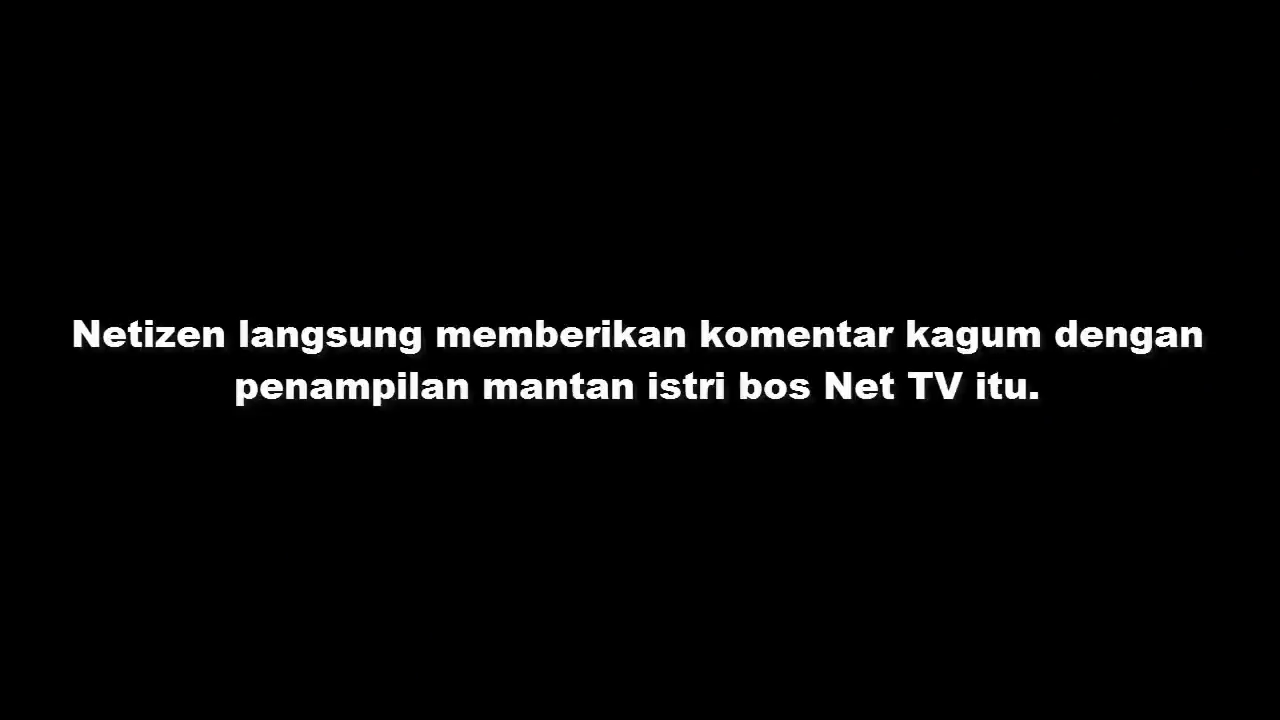 Netizen langsung memberikan komentar kagum dengan
penampilan mantan istri bos Net TV itu.